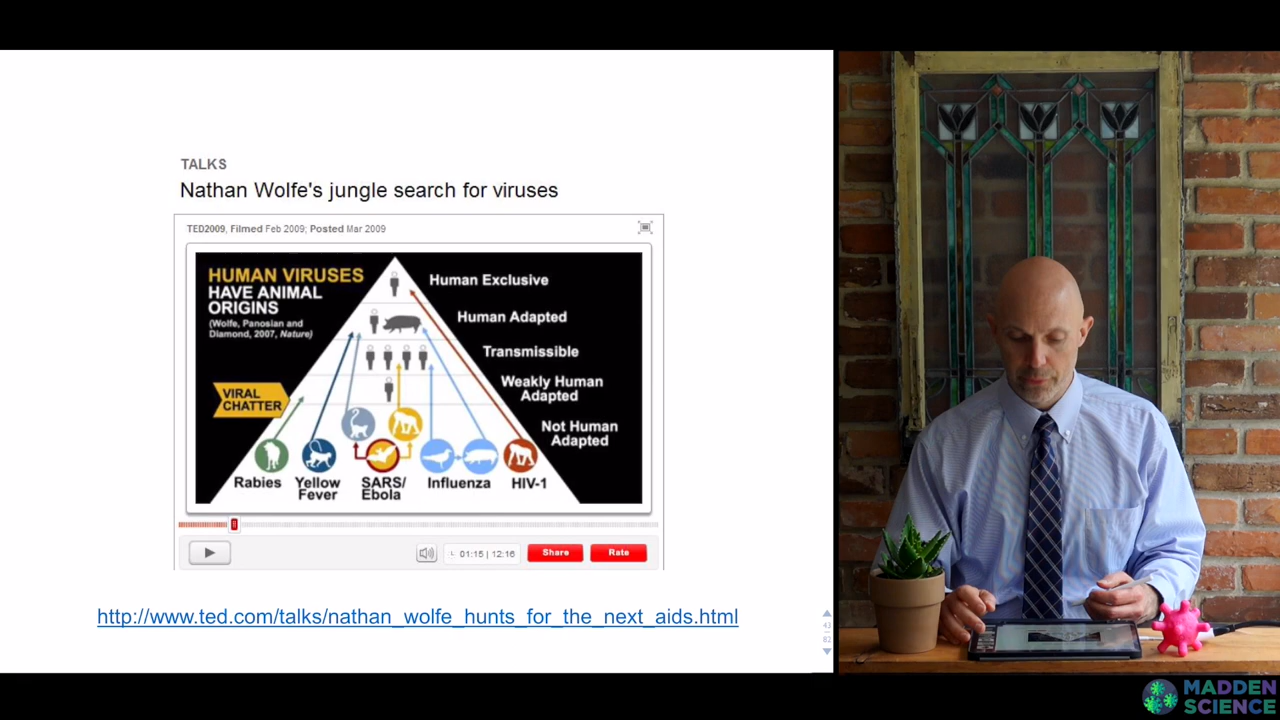 TALKS
Nathan Wolfe's jungle search for viruses
TED2009, Filmed Feb 2009; Posted Mar 2009
HUMAN VIRUSES
HAVE ANIMAL
ORIGINS
(Wolfe, Panosian and
Diamond, 2007, Nature)
Human Exclusive
Human Adapted
Transmissible
Weakly Human
Adapted
Not Human
Adapted
VIRAL
CHATTER
Rabies
Yellow
Fever
SARS/
Ebola
Influenza
HIV-1
01:15 | 12:16
Share
Rate
http://www.ted.com/talks/nathan_wolfe_hunts_for_the_next_aids.html
41
82
MADDEN
SCIENCE